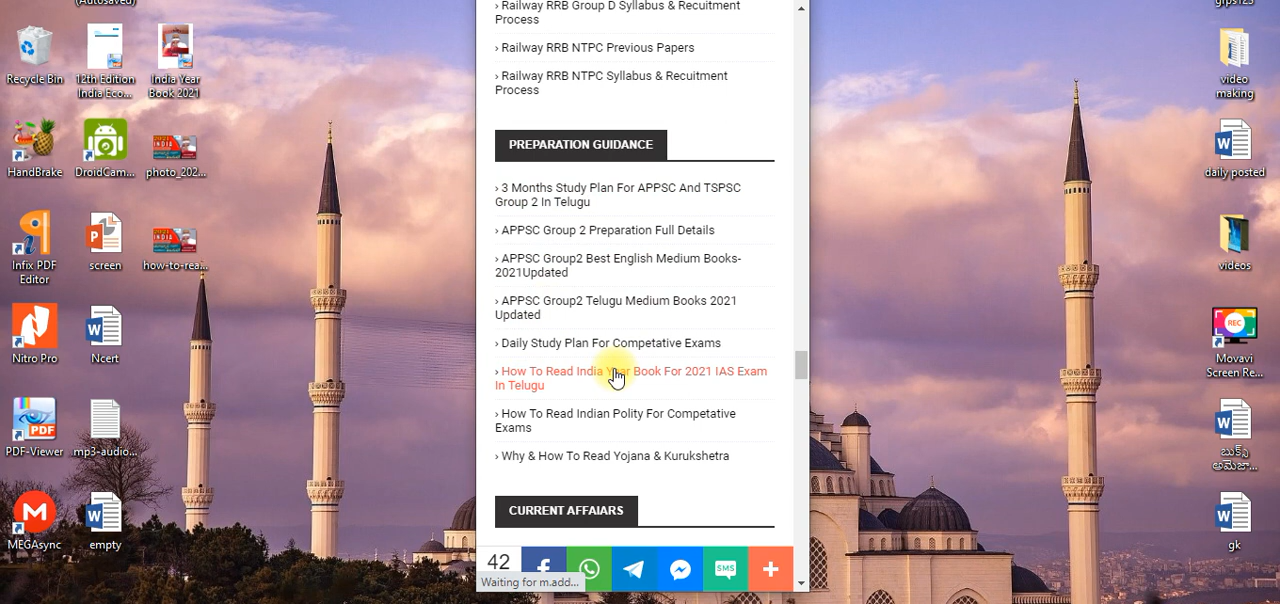 (Autosaved)
Recycle Bin
12th Edition
India Eco...
India Year
Book 2021
HandBrake
DroidCam...
photo_202...
Infix PDF
Editor
screen
how-to-rea...
Nitro Pro
Ncert
PDF-Viewer
mp3-audio...
MEGAsync
empty
› Railway RRB Group D Syllabus & Recuitment
Process
› Railway RRB NTPC Previous Papers
› Railway RRB NTPC Syllabus & Recuitment
Process
PREPARATION GUIDANCE
› 3 Months Study Plan For APPSC And TSPSC
Group 2 In Telugu
› APPSC Group 2 Preparation Full Details
› APPSC Group2 Best English Medium Books-
2021Updated
› APPSC Group2 Telugu Medium Books 2021
Updated
› Daily Study Plan For Competative Exams
› How To Read India Year Book For 2021 IAS Exam
In Telugu
› How To Read Indian Polity For Competative
Exams
› Why & How To Read Yojana & Kurukshetra
CURRENT AFFAIARS
42
SMS
Waiting for m.add...
grps123
video
making
daily posted
videos
REC
Movavi
Screen Re...
బుక్స్
అమెజా...
gk